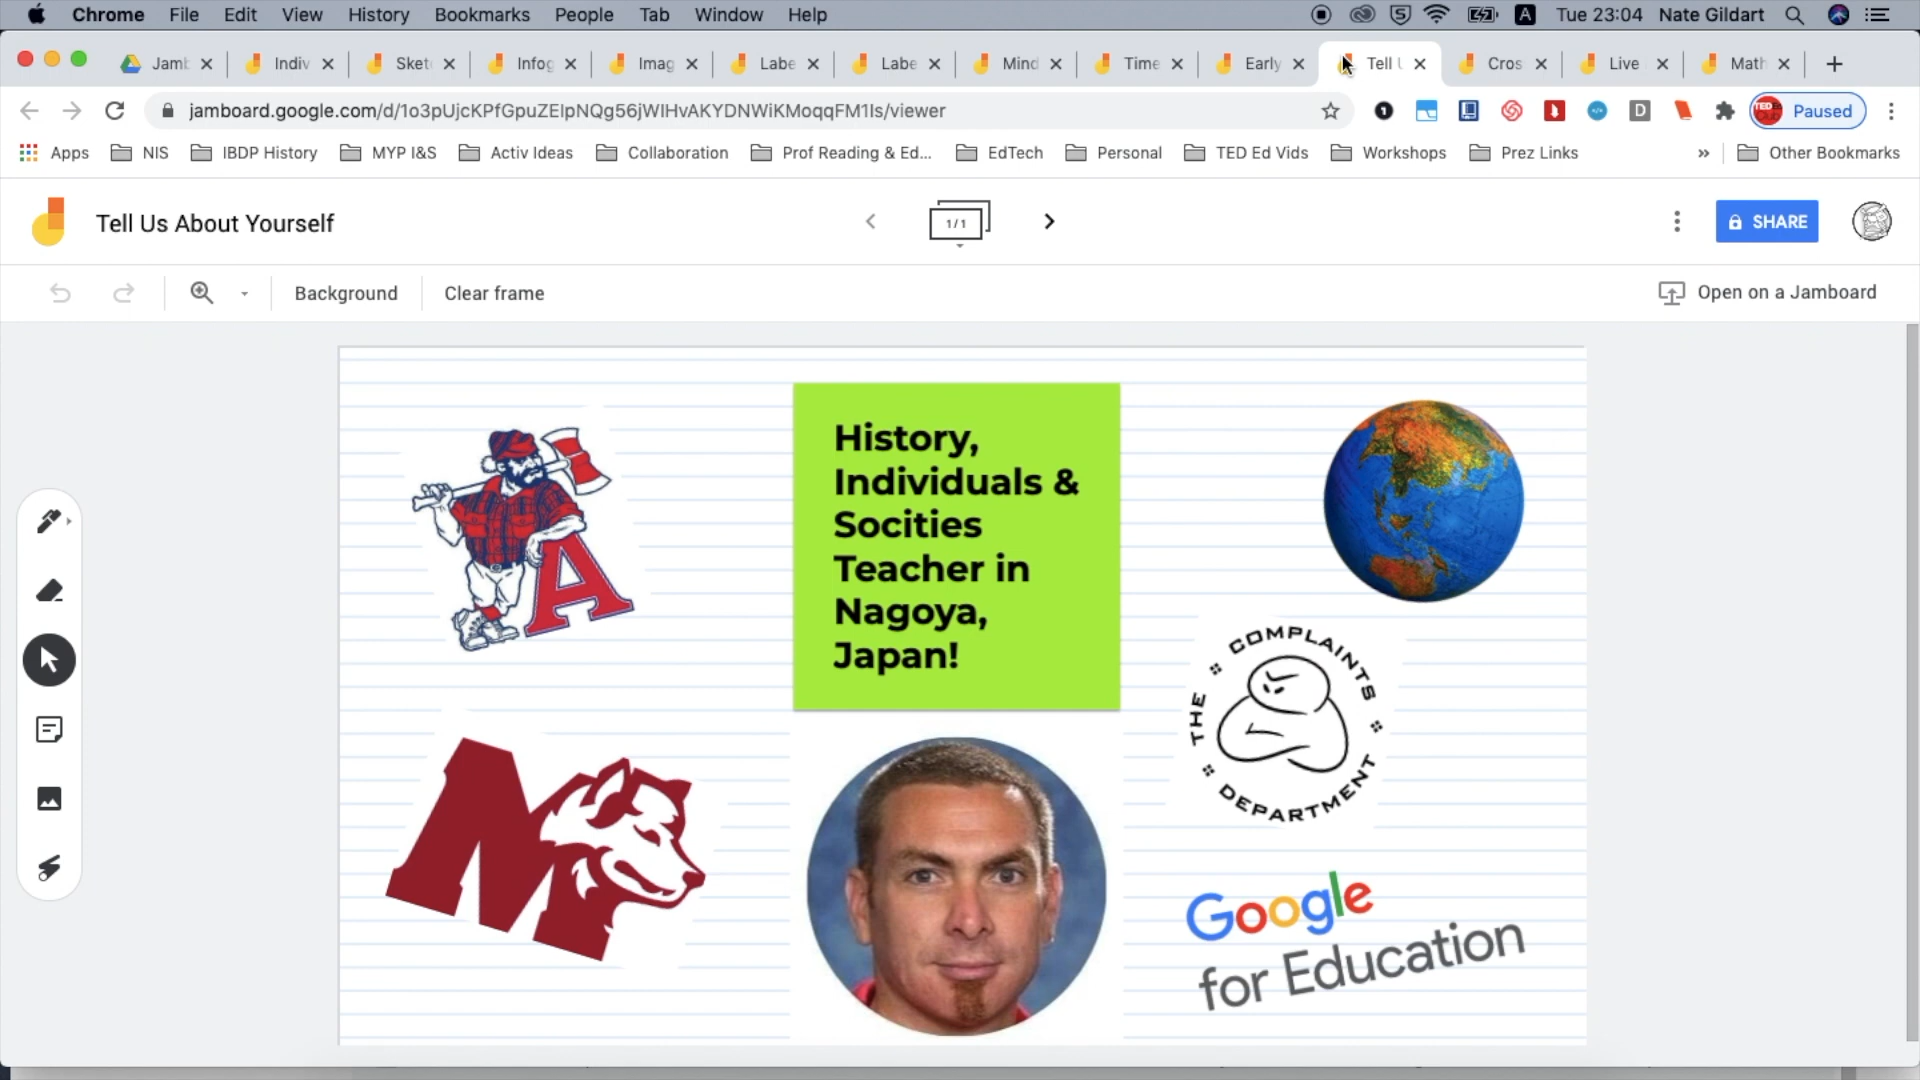 Chrome File Edit View History Bookmarks People Tab Window Help
A Tue 23:04 Nate Gildart
Jamb Indiv Sket Infog Imag Labe Labe Mind Time Early Tell U Cros Live Math
jamboard.google.com/d/1o3pUjcKPfGpuZElpNQg56jWlHvAKYDNWiKMoqqFM1Is/viewer
Paused
Apps NIS IBDP History MYP I&S Activ Ideas Collaboration Prof Reading & Ed... EdTech Personal TED Ed Vids Workshops Prez Links » Other Bookmarks
Tell Us About Yourself
1/1
SHARE
Background
Clear frame
Open on a Jamboard
A
History,
Individuals &
Socities
Teacher in
Nagoya,
Japan!
THE COMPLAINTS DEPARTMENT
M
Google
for Education